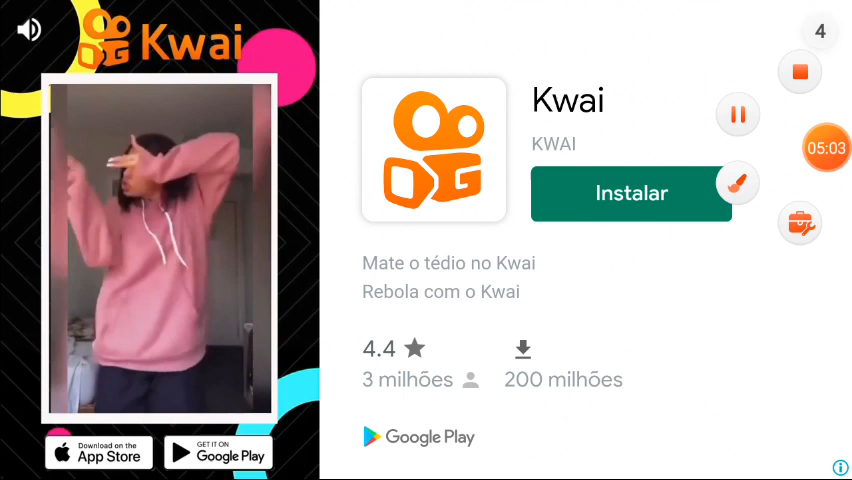 Kwai
Download on the
App Store
GET IT ON
Google Play
Kwai
KWAI
Instalar
Mate o tédio no Kwai
Rebola com o Kwai
4.4
3 milhões
200 milhões
Google Play
4
05:03